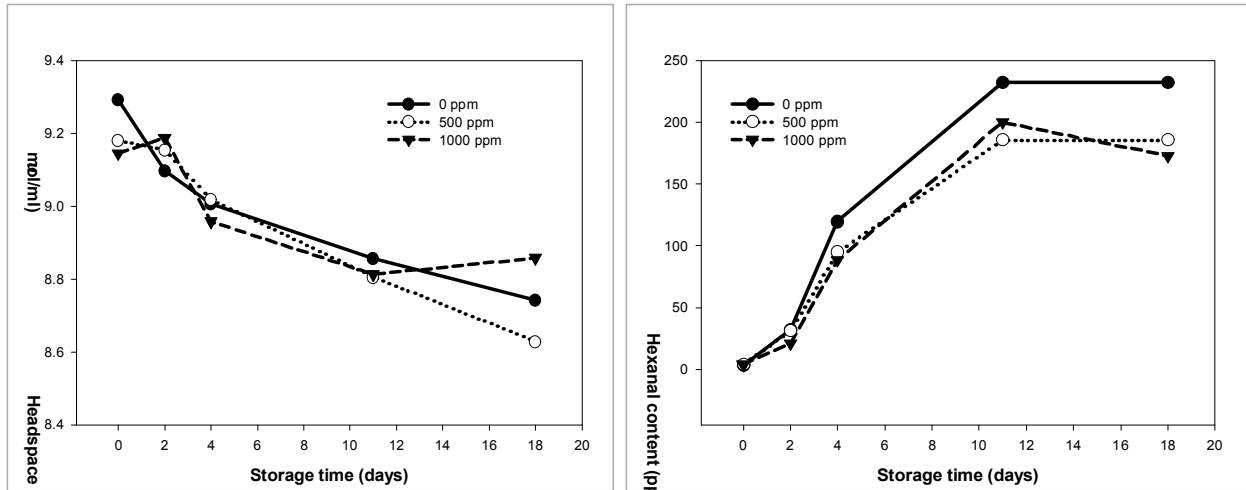 9.4
9.2
9.0
8.8
8.6
8.4
Headspace
mol/ml)
0 ppm
500 ppm
1000 ppm
0 2 4 6 8 10 12 14 16 18 20
Storage time (days)
250
200
150
100
50
0
Hexanal content (pp
0 ppm
500 ppm
1000 ppm
0 2 4 6 8 10 12 14 16 18 20
Storage time (days)